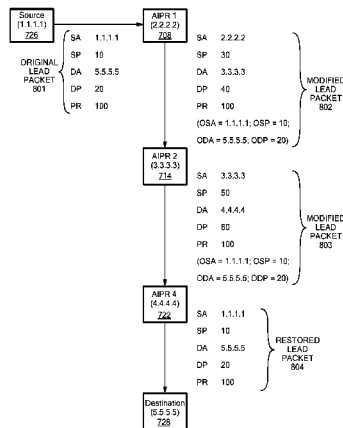 Source
(1.1.1.1)
726
AIPR 1
(2.2.2.2)
708
ORIGINAL
LEAD
PACKET
801
SA 1.1.1.1
SP 10
DA 5.5.5.5
DP 20
PR 100
SA 2.2.2.2
SP 30
DA 3.3.3.3
DP 40
PR 100
(OSA = 1.1.1.1; OSP = 10;
ODA = 5.5.5.5; ODP = 20)
MODIFIED
LEAD
PACKET
802
AIPR 2
(3.3.3.3)
714
SA 3.3.3.3
SP 50
DA 4.4.4.4
DP 60
PR 100
(OSA = 1.1.1.1; OSP = 10;
ODA = 5.5.5.5; ODP = 20)
MODIFIED
LEAD
PACKET
803
AIPR 4
(4.4.4.4)
722
SA 1.1.1.1
SP 10
DA 5.5.5.5
DP 20
PR 100
RESTORED
LEAD
PACKET
804
Destination
(5.5.5.5)
728